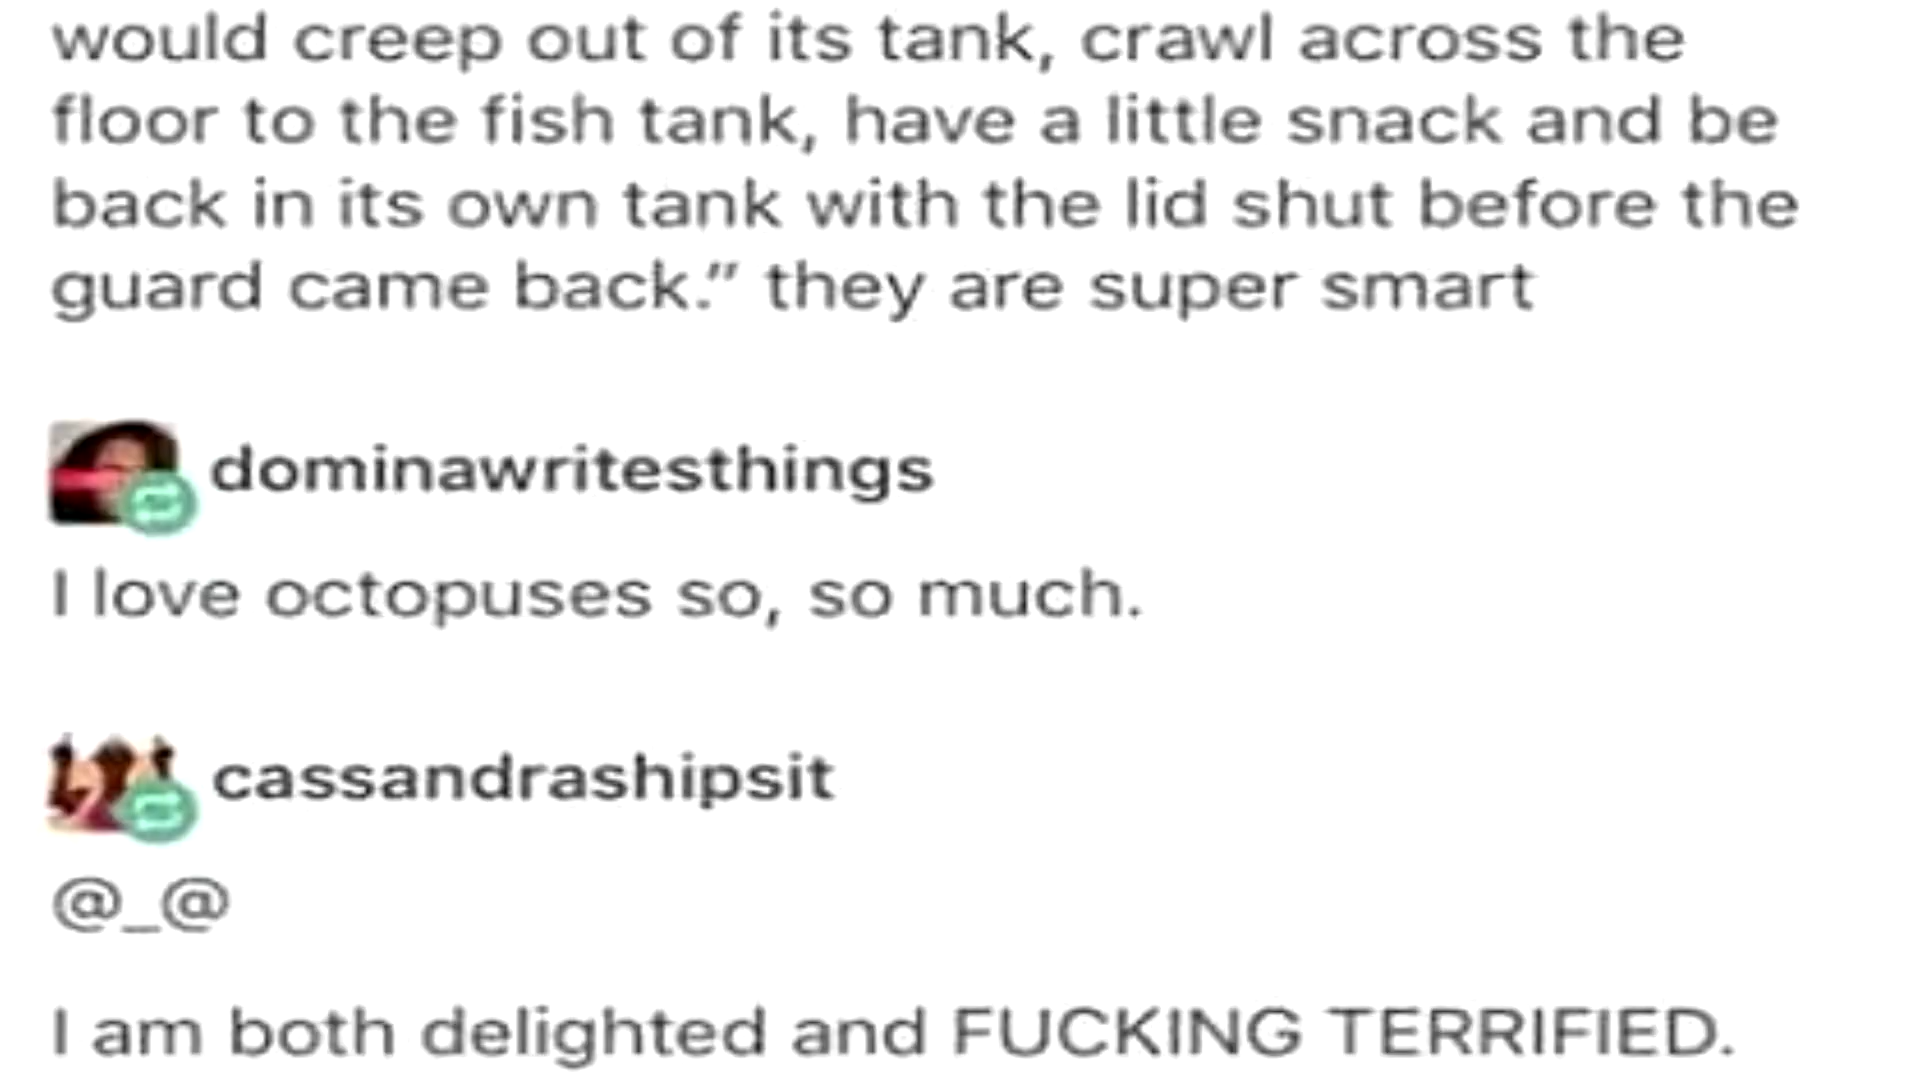 would creep out of its tank, crawl across the
floor to the fish tank, have a little snack and be
back in its own tank with the lid shut before the
guard came back.” they are super smart
dominawritesthings
I love octopuses so, so much.
cassandrashipsit
@_@
I am both delighted and FUCKING TERRIFIED.